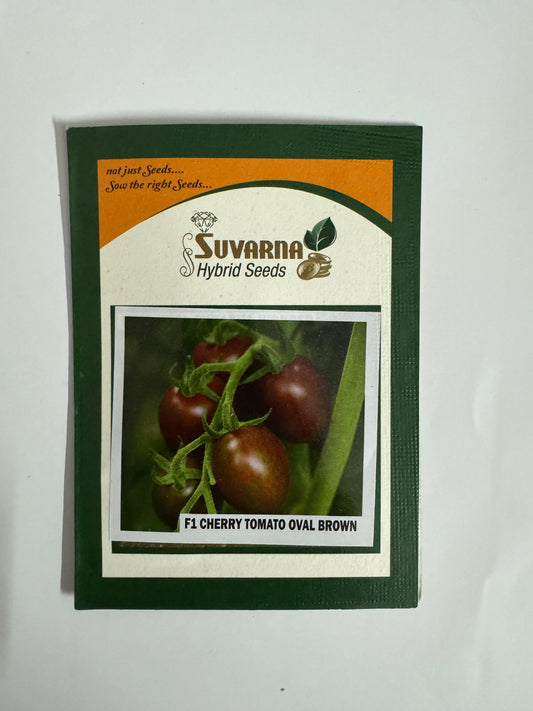 not just Seeds....
Sow the right Seeds...
SUVARNA
Hybrid Seeds
F1 CHERRY TOMATO OVAL BROWN